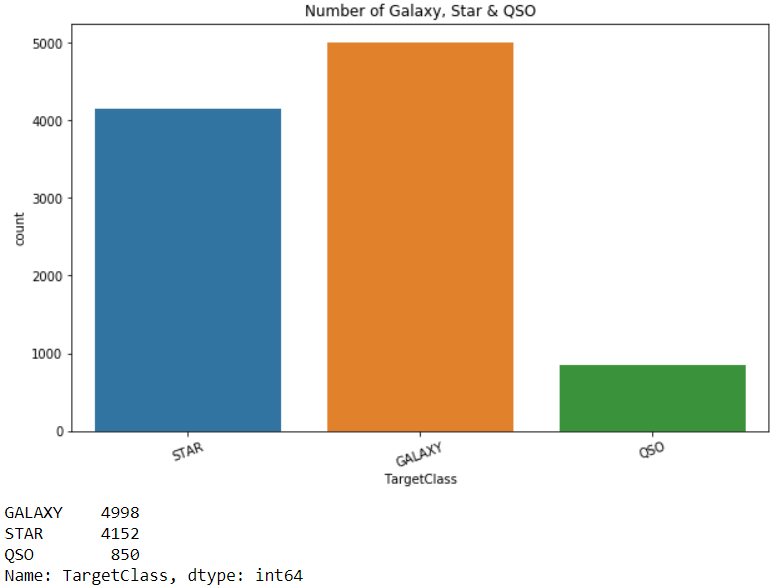 Number of Galaxy, Star & QSO
5000
4000
3000
2000
1000
0
count
STAR GALAXY QSO
TargetClass
GALAXY 4998
STAR 4152
QSO 850
Name: TargetClass, dtype: int64